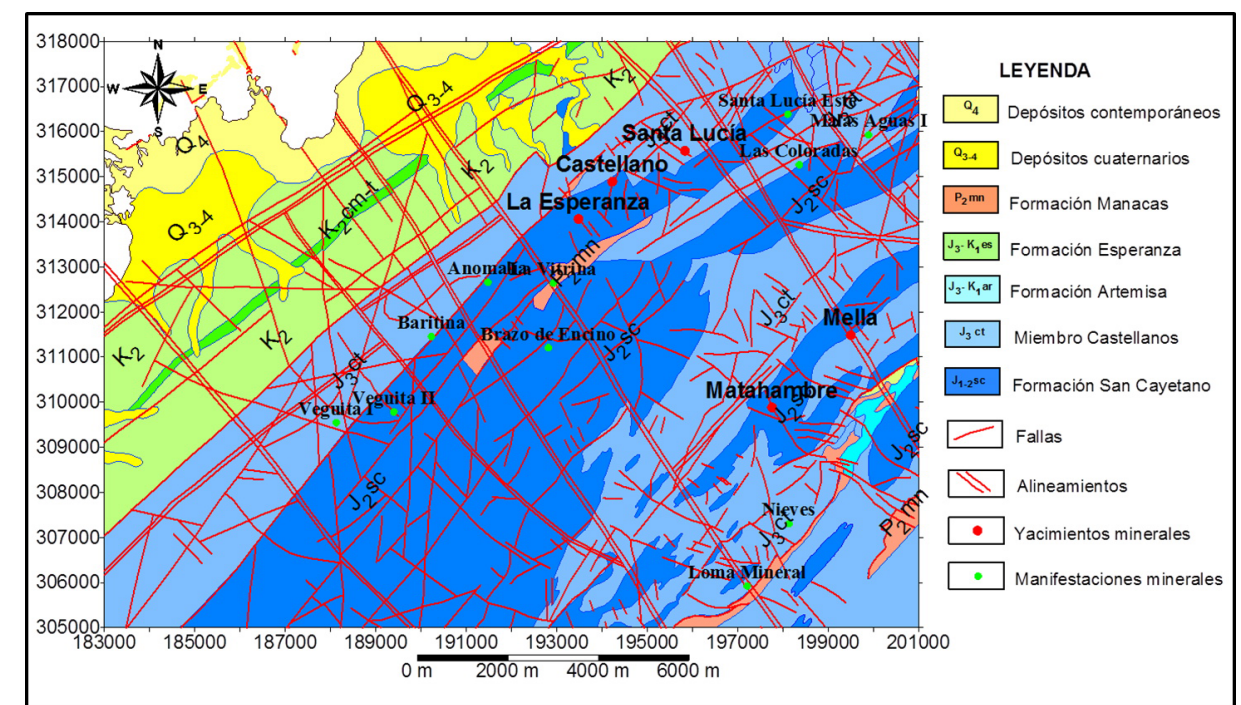 318000
317000
316000
315000
314000
313000
312000
311000
310000
309000
308000
307000
306000
305000
183000 185000 187000 189000 191000 193000 195000 197000 199000 201000
0 m 2000 m 4000 m 6000 m
N
W E
S
Q4
Q3-4
Q3-4
K2
K2
K2
K2
K2cm-t
J3ct
J3ct
J3ct
J3ct
J3ct
J2sc
J2sc
J2sc
J2sc
J2sc
P2mn
P2mn
Santa Lucía Este
Matas Aguas I
Santa Lucía
Las Coloradas
Castellano
La Esperanza
Anomalía
La Vitrina
Baritina
Brazo de Encino
Mella
Matahambre
Veguita II
Veguita I
Nieves
Loma Mineral
LEYENDA
Q4 Depósitos contemporáneos
Q3-4 Depósitos cuaternarios
P2mn Formación Manacas
J3-K1es Formación Esperanza
J3-K1ar Formación Artemisa
J3 ct Miembro Castellanos
J1-2sc Formación San Cayetano
Fallas
Alineamientos
Yacimientos minerales
Manifestaciones minerales